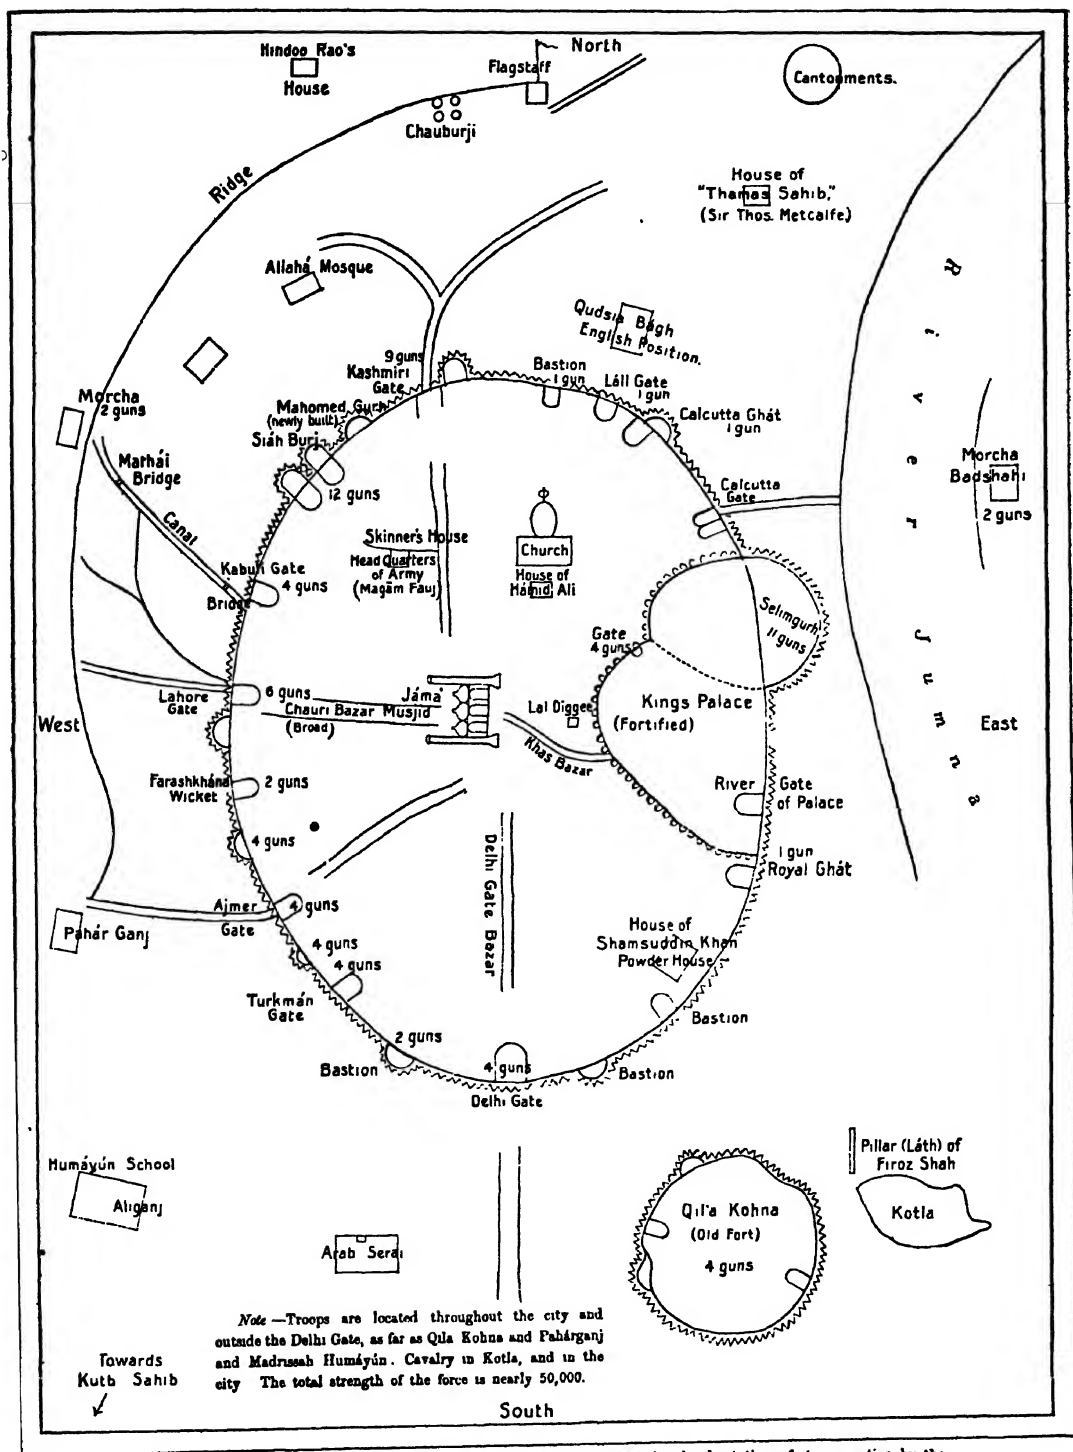 North
Hindoo Rao's
House
Flagstaff
Cantonments.
Chauburji
Ridge
House of
"Thamas Sahib,"
(Sir Thos. Metcalfe)
Allahá Mosque
River Jumna
Qudsia Bágh
English Position.
9 guns
Kashmiri
Gate
Bastion
1 gun
Láll Gate
1 gun
Morcha
2 guns
Mahomed Gurh
(newly built)
Calcutta Ghát
1 gun
Siáh Burj
Mathái
Bridge
Morcha
Badshahi
2 guns
12 guns
Calcutta
Gate
Canal
Skinner's House
Church
Head Quarters
of Army
(Magám Fauj)
House of
Hámid Ali
Kabuli Gate
4 guns
Bridge
Selimgurh
11 guns
Gate
4 guns
Lahore
Gate
6 guns
Jáma
Chauri Bazar Musjid
(Broad)
Lal Diggee
Kings Palace
(Fortified)
West
East
Khas Bazar
Farashkháná
Wicket
2 guns
River Gate
of Palace
4 guns
1 gun
Royal Ghát
Delhi Gate Bozar
Ajmer
Gate
4 guns
Pahár Ganj
House of
Shamsuddin Khan
Powder House
4 guns
4 guns
Turkmán
Gate
Bastion
2 guns
Bastion
4 guns
Bastion
Delhi Gate
Humáyún School
Aliganj
Pillar (Láth) of
Firoz Shah
Qil'a Kohna
(Old Fort)
4 guns
Kotla
Arab Serai
Note—Troops are located throughout the city and
outside the Delhi Gate, as far as Qila Kohna and Pahárganj
and Madrussah Humáyún. Cavalry in Kotla, and in the
city The total strength of the force is nearly 50,000.
Towards
Kutb Sahib
South